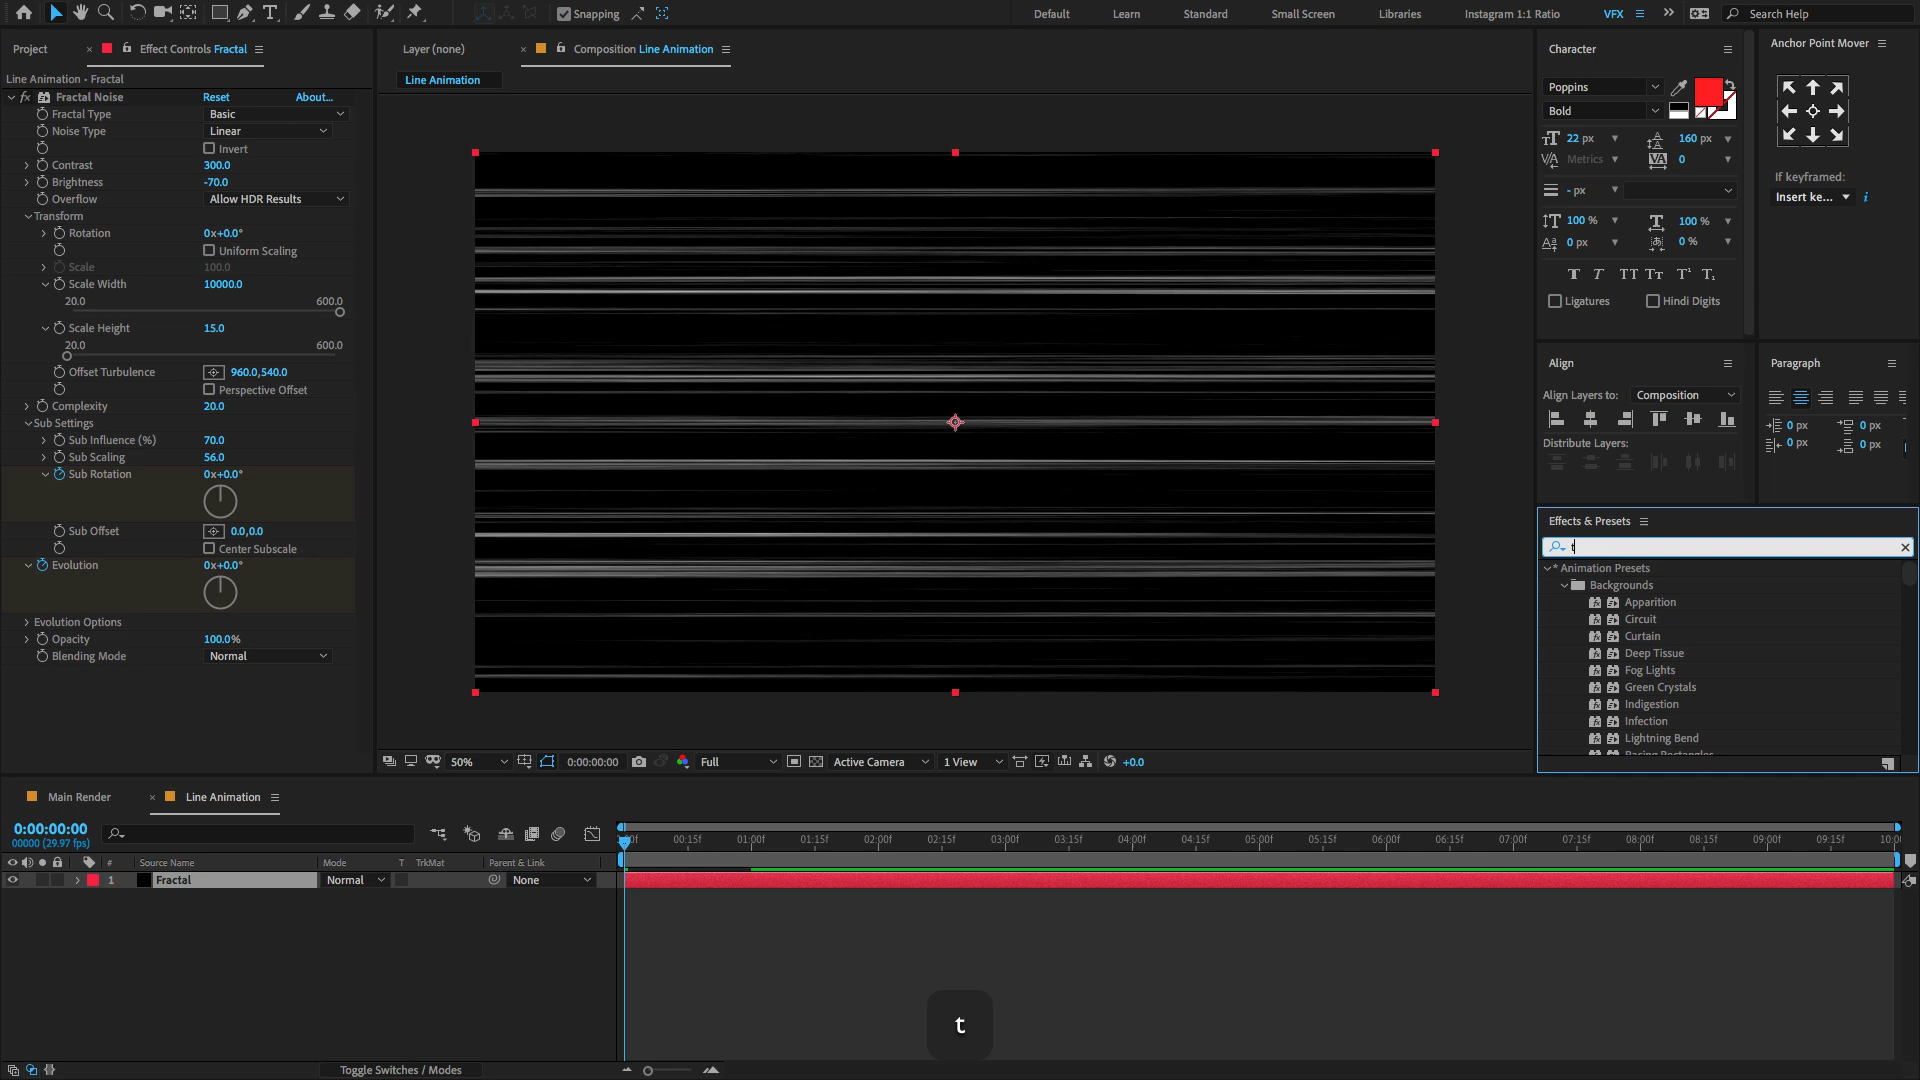 Snapping
Default
Learn
Standard
Small Screen
Libraries
Instagram 1:1 Ratio
VFX
Search Help
Project
Effect Controls Fractal
Layer (none)
Composition Line Animation
Line Animation
Line Animation • Fractal
fx Fractal Noise Reset About...
Fractal Type Basic
Noise Type Linear
Invert
Contrast 300.0
Brightness -70.0
Overflow Allow HDR Results
Transform
Rotation 0x+0.0°
Uniform Scaling
Scale 100.0
Scale Width 10000.0
20.0 600.0
Scale Height 15.0
20.0 600.0
Offset Turbulence 960.0,540.0
Perspective Offset
Complexity 20.0
Sub Settings
Sub Influence (%) 70.0
Sub Scaling 56.0
Sub Rotation 0x+0.0°
Sub Offset 0.0,0.0
Center Subscale
Evolution 0x+0.0°
Evolution Options
Opacity 100.0%
Blending Mode Normal
50% 0:00:00:00 Full Active Camera 1 View +0.0
Character
Poppins
Bold
22 px 160 px
Metrics 0
- px
100 % 100 %
0 px 0 %
Ligatures Hindi Digits
Anchor Point Mover
If keyframed:
Insert ke...
Align
Align Layers to: Composition
Distribute Layers:
Paragraph
0 px 0 px
0 px 0 px
Effects & Presets
t
* Animation Presets
Backgrounds
Apparition
Circuit
Curtain
Deep Tissue
Fog Lights
Green Crystals
Indigestion
Infection
Lightning Bend
Main Render
Line Animation
0:00:00:00
00000 (29.97 fps)
00:15f 01:00f 01:15f 02:00f 02:15f 03:00f 03:15f 04:00f 04:15f 05:00f 05:15f 06:00f 06:15f 07:00f 07:15f 08:00f 08:15f 09:00f 09:15f
# Source Name Mode T TrkMat Parent & Link
1 Fractal Normal None
t
Toggle Switches / Modes